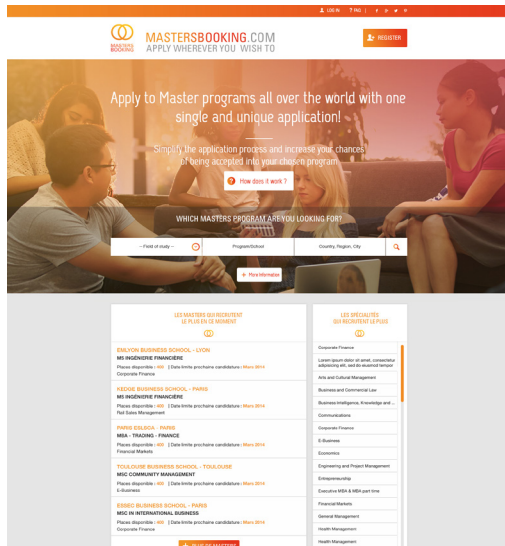 LOG IN ? FAQ | f
MASTERS
BOOKING
MASTERSBOOKING.COM
APPLY WHEREVER YOU WISH TO
REGISTER
Apply to Master programs all over the world with one
single and unique application!
Simplify the application process and increase your chances
of being accepted into your chosen program
? How does it work ?
WHICH MASTERS PROGRAM ARE YOU LOOKING FOR?
-- Field of study --
Program/School
Country, Region, City
+ More Information
LES MASTERS QUI RECRUTENT
LE PLUS EN CE MOMENT
EMLYON BUSINESS SCHOOL - LYON
MS INGÉNIERIE FINANCIÈRE
Places disponible : 400 | Date limite prochaine candidature : Mars 2014
Corporate Finance
KEDGE BUSINESS SCHOOL - PARIS
MS INGÉNIERIE FINANCIÈRE
Places disponible : 400 | Date limite prochaine candidature : Mars 2014
Rail Sales Management
PARIS ESLSCA - PARIS
MBA - TRADING - FINANCE
Places disponible : 400 | Date limite prochaine candidature : Mars 2014
Financial Markets
TOULOUSE BUSINESS SCHOOL - TOULOUSE
MSC COMMUNITY MANAGEMENT
Places disponible : 400 | Date limite prochaine candidature : Mars 2014
E-Business
ESSEC BUSINESS SCHOOL - PARIS
MSC IN INTERNATIONAL BUSINESS
Places disponible : 400 | Date limite prochaine candidature : Mars 2014
Corporate Finance
+ PLUS DE MASTERS
LES SPÉCIALITÉS
QUI RECRUTENT LE PLUS
Corporate Finance
Lorem ipsum dolor sit amet, consectetur
adipisicing elit, sed do eiusmod tempor
Arts and Cultural Management
Business and Commercial Law
Business Intelligence, Knowledge and ...
Communications
Corporate Finance
E-Business
Economics
Engineering and Project Management
Entrepreneurship
Executive MBA & MBA part time
Financial Markets
General Management
Health Management
Health Management